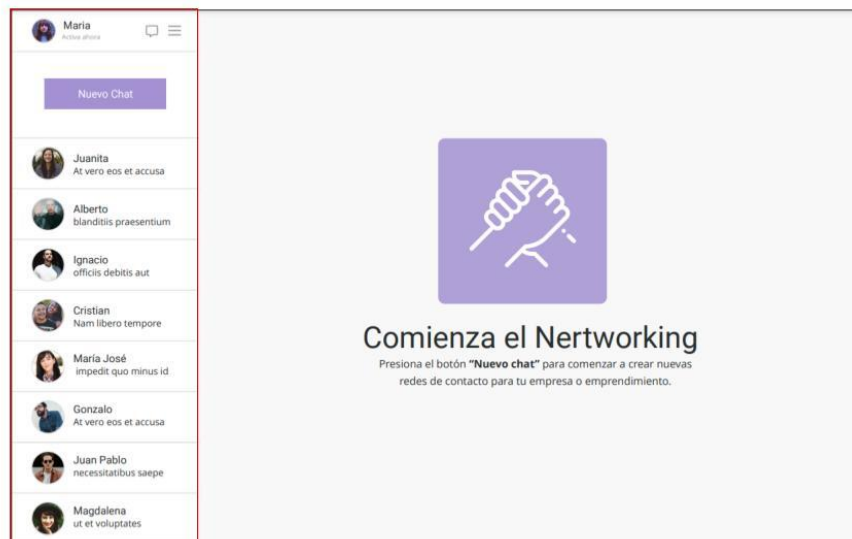 Maria
Activa ahora
Nuevo Chat
Juanita
At vero eos et accusa
Alberto
blanditiis praesentium
Ignacio
officiis debitis aut
Cristian
Nam libero tempore
María José
impedit quo minus id
Gonzalo
At vero eos et accusa
Juan Pablo
necessitatibus saepe
Magdalena
ut et voluptates
Comienza el Nertworking
Presiona el botón “Nuevo chat” para comenzar a crear nuevas
redes de contacto para tu empresa o emprendimiento.